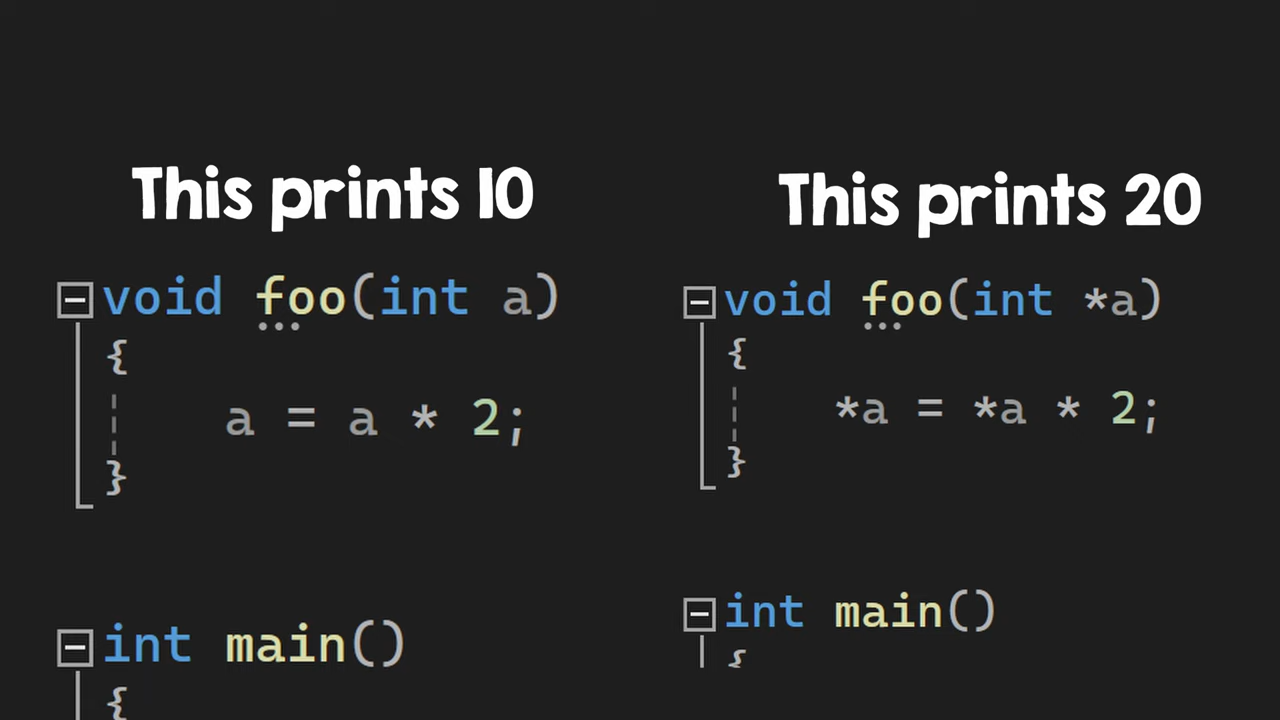 This prints 10
void foo(int a)
{
a = a * 2;
}
int main()
{
This prints 20
void foo(int *a)
{
*a = *a * 2;
}
int main()
{